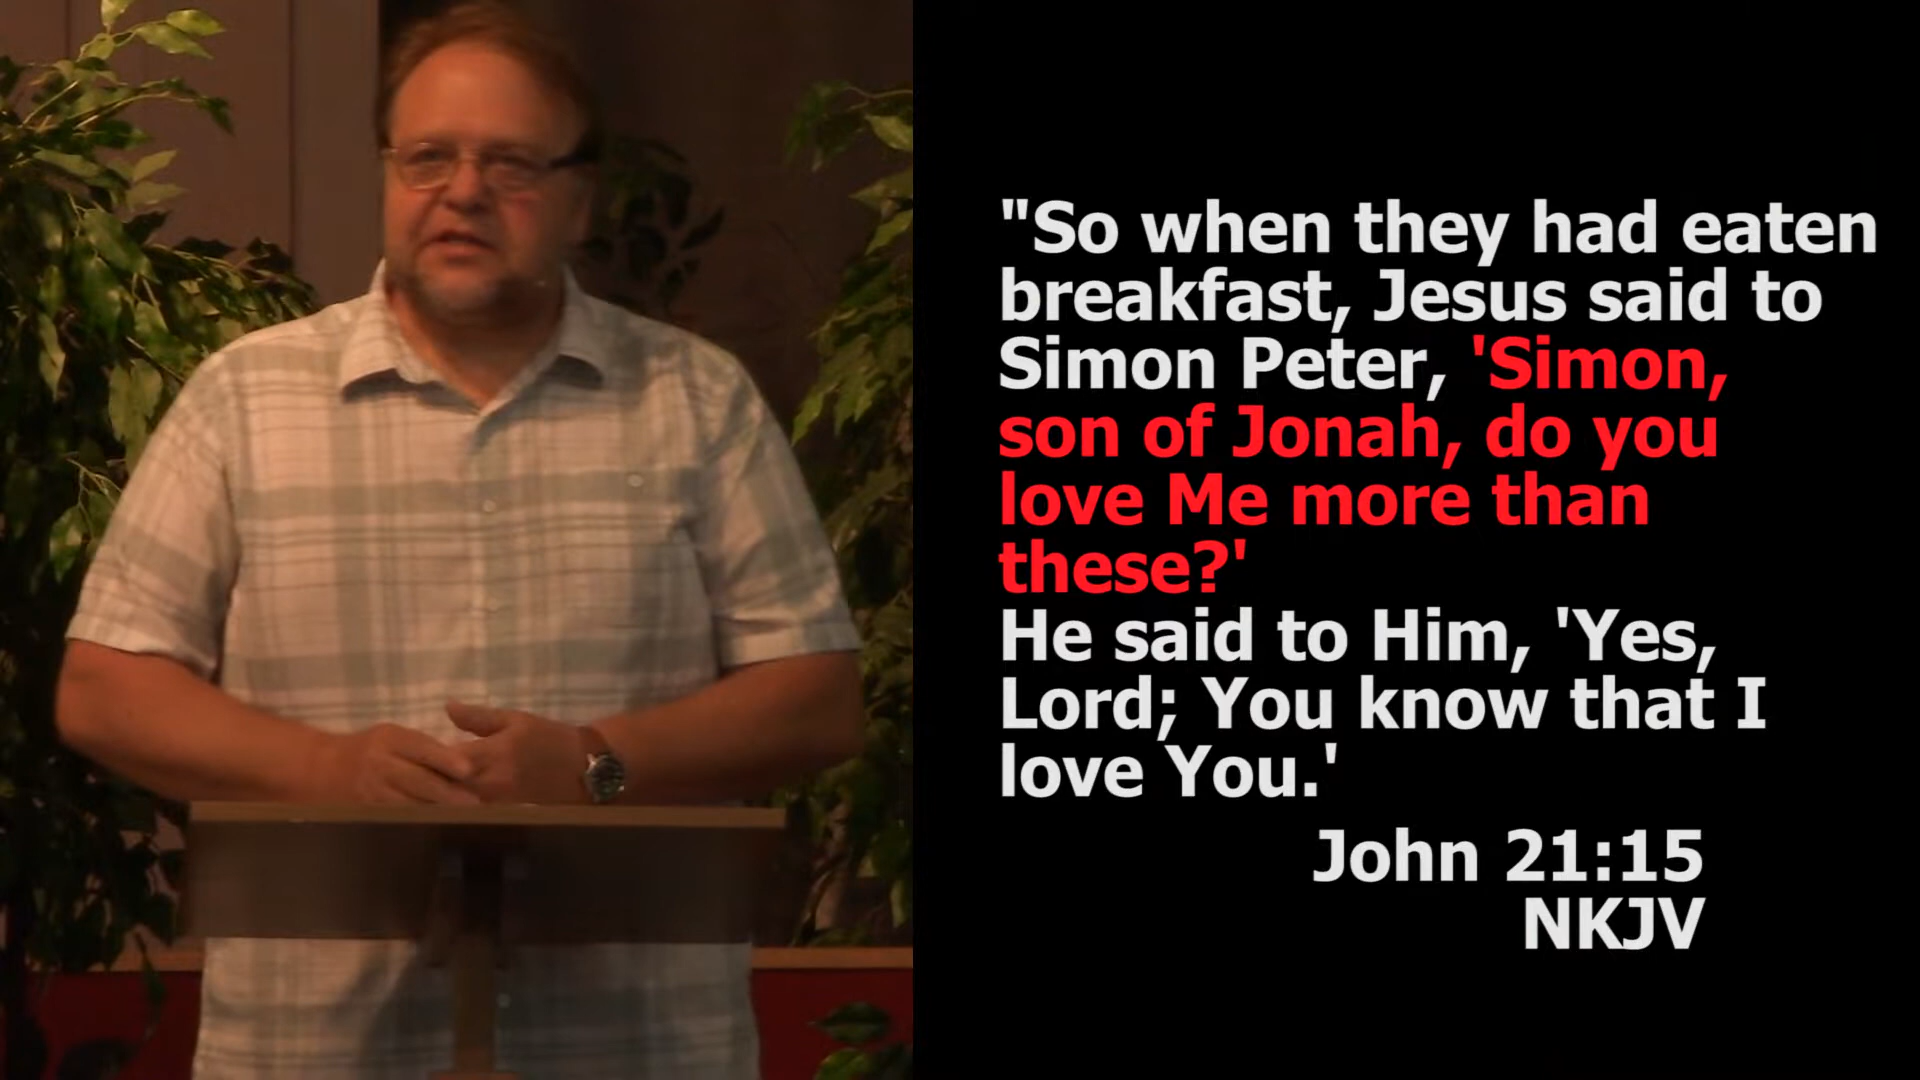 "So when they had eaten
breakfast, Jesus said to
Simon Peter, 'Simon,
son of Jonah, do you
love Me more than
these?'
He said to Him, 'Yes,
Lord; You know that I
love You.'
John 21:15
NKJV